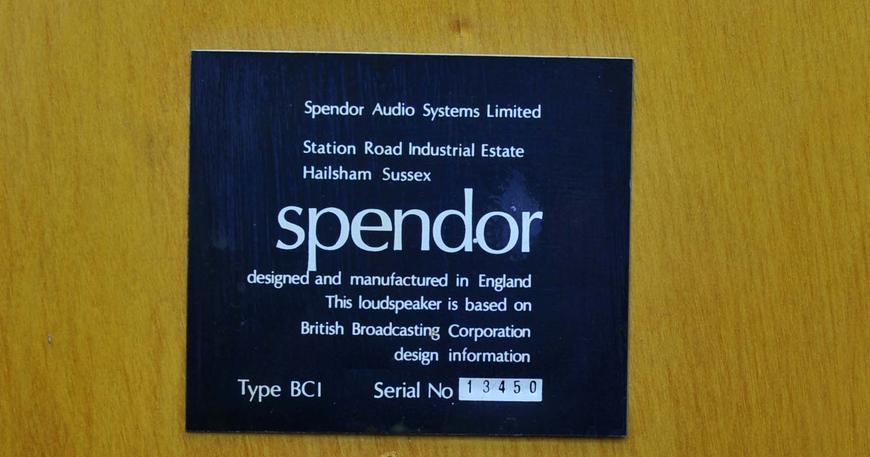 Spendor Audio Systems Limited
Station Road Industrial Estate
Hailsham Sussex
spendor
designed and manufactured in England
This loudspeaker is based on
British Broadcasting Corporation
design information
Type BC1 Serial No 13450